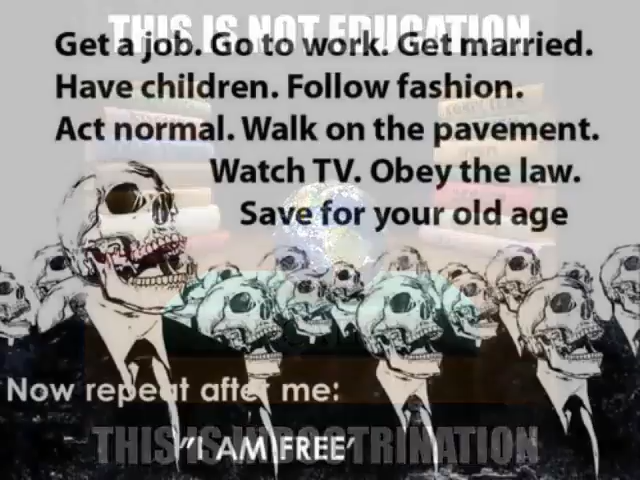 THIS IS NOT EDUCATION
Get a job. Go to work. Get married.
Have children. Follow fashion.
Act normal. Walk on the pavement.
Watch TV. Obey the law.
Save for your old age
Now repeat after me:
"I AM FREE"
THIS IS INDOCTRINATION